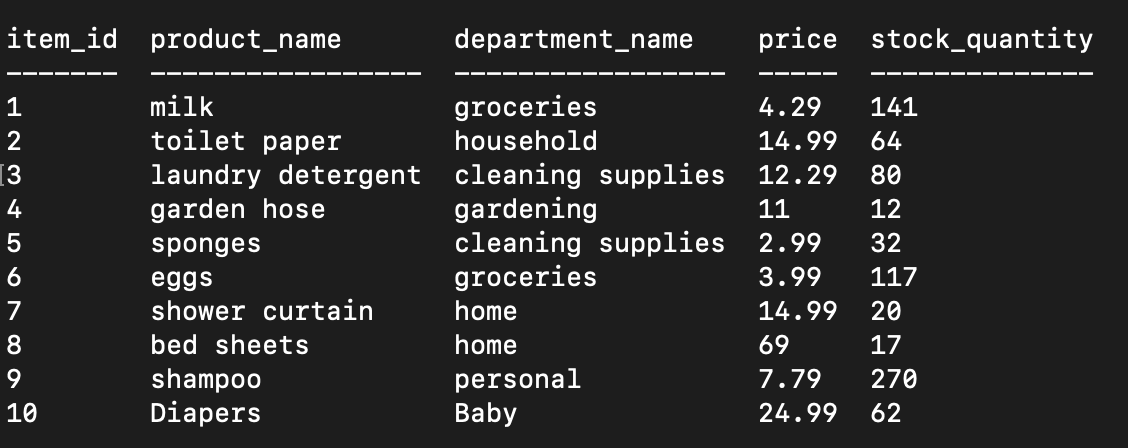 item_id  product_name       department_name    price  stock_quantity
-------  -----------------  -----------------  -----  --------------
1        milk               groceries          4.29   141
2        toilet paper       household          14.99  64
3        laundry detergent  cleaning supplies  12.29  80
4        garden hose        gardening          11     12
5        sponges            cleaning supplies  2.99   32
6        eggs               groceries          3.99   117
7        shower curtain     home               14.99  20
8        bed sheets         home               69     17
9        shampoo            personal           7.79   270
10       Diapers            Baby               24.99  62